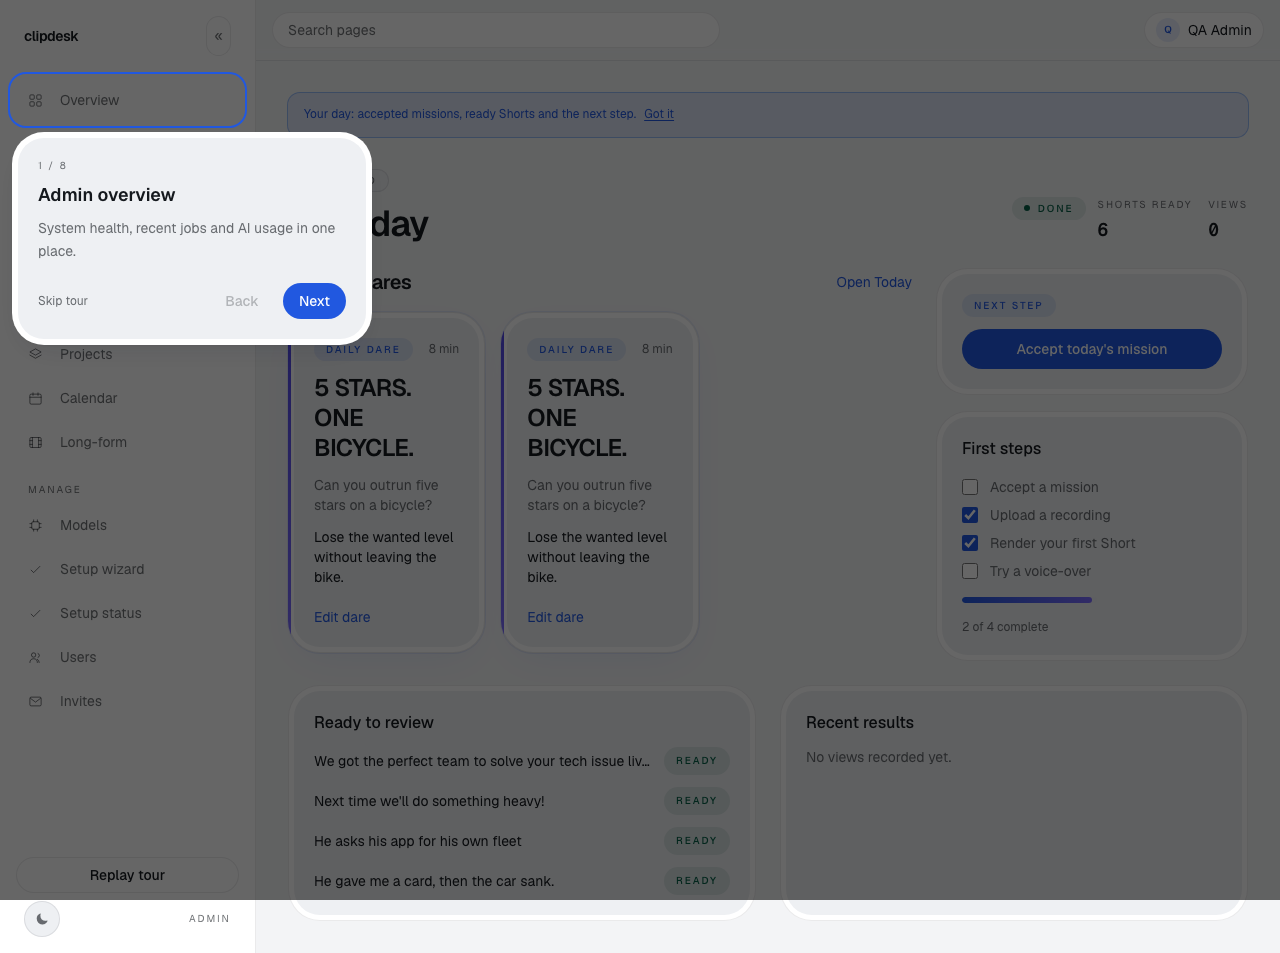 clipdesk
«
Search pages
Q
QA Admin
Overview
Your day: accepted missions, ready Shorts and the next step. Got it
1 / 8
Admin overview
System health, recent jobs and AI usage in one
place.
Skip tour
Back
Next
DONE
SHORTS READY
6
VIEWS
0
Open Today
DAILY DARE
8 min
5 STARS.
ONE
BICYCLE.
Can you outrun five
stars on a bicycle?
Lose the wanted level
without leaving the
bike.
Edit dare
DAILY DARE
8 min
5 STARS.
ONE
BICYCLE.
Can you outrun five
stars on a bicycle?
Lose the wanted level
without leaving the
bike.
Edit dare
NEXT STEP
Accept today's mission
First steps
Accept a mission
Upload a recording
Render your first Short
Try a voice-over
2 of 4 complete
Projects
Calendar
Long-form
MANAGE
Models
Setup wizard
Setup status
Users
Invites
Ready to review
We got the perfect team to solve your tech issue liv...
READY
Next time we'll do something heavy!
READY
He asks his app for his own fleet
READY
He gave me a card, then the car sank.
READY
Recent results
No views recorded yet.
Replay tour
ADMIN